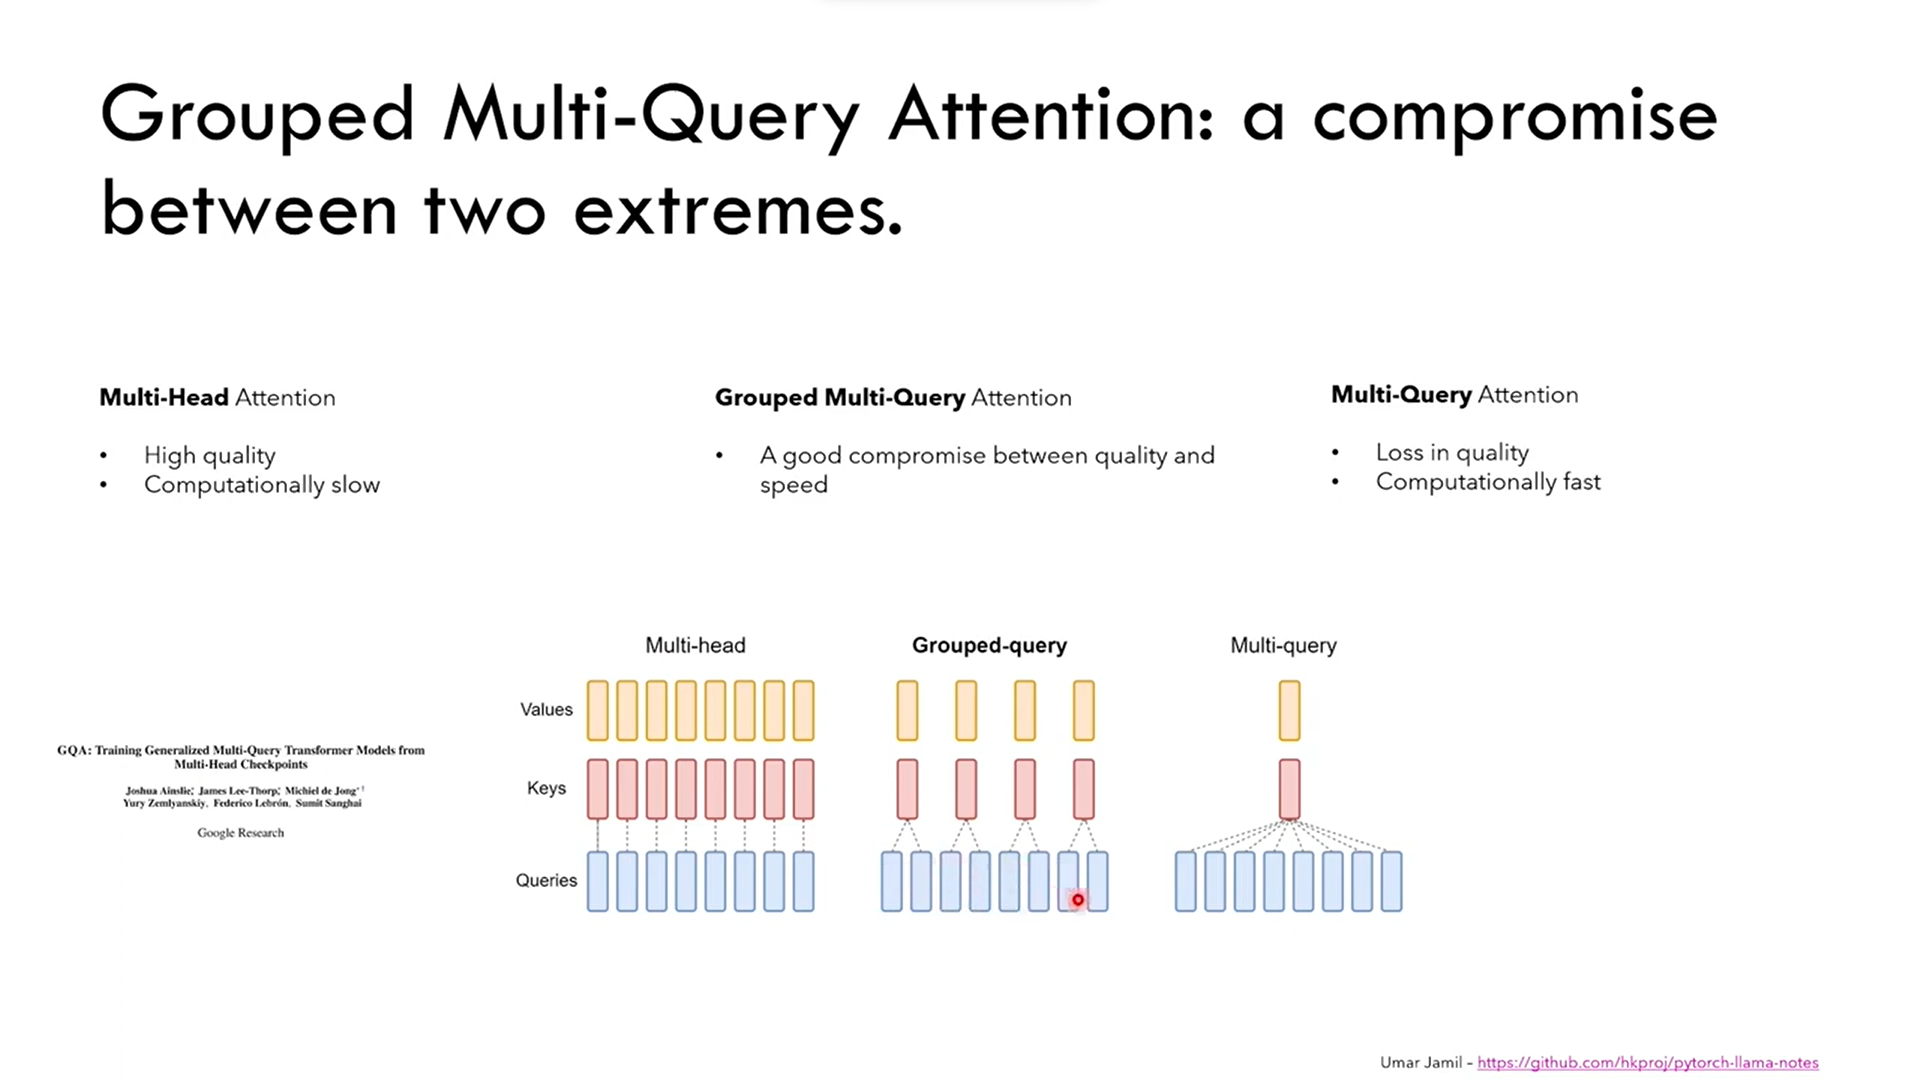 Grouped Multi-Query Attention: a compromise
between two extremes.
Multi-Head Attention
• High quality
• Computationally slow
Grouped Multi-Query Attention
• A good compromise between quality and
speed
Multi-Query Attention
• Loss in quality
• Computationally fast
GQA: Training Generalized Multi-Query Transformer Models from
Multi-Head Checkpoints
Joshua Ainslie*, James Lee-Thorp*, Michiel de Jong*†
Yury Zemlyanskiy, Federico Lebrón, Sumit Sanghai
Google Research
Multi-head
Grouped-query
Multi-query
Values
Keys
Queries
Umar Jamil – https://github.com/hkproj/pytorch-llama-notes